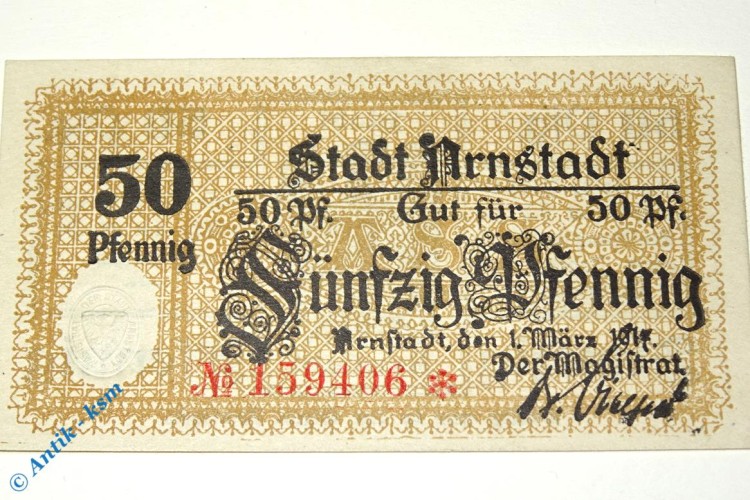 Stadt Arnstadt
50
Pfennig
50 Pf. Gut für 50 Pf.
Fünfzig Pfennig
Arnstadt, den 1. März 1917.
Der Magistrat
№ 159406 *
© Antik - ksm